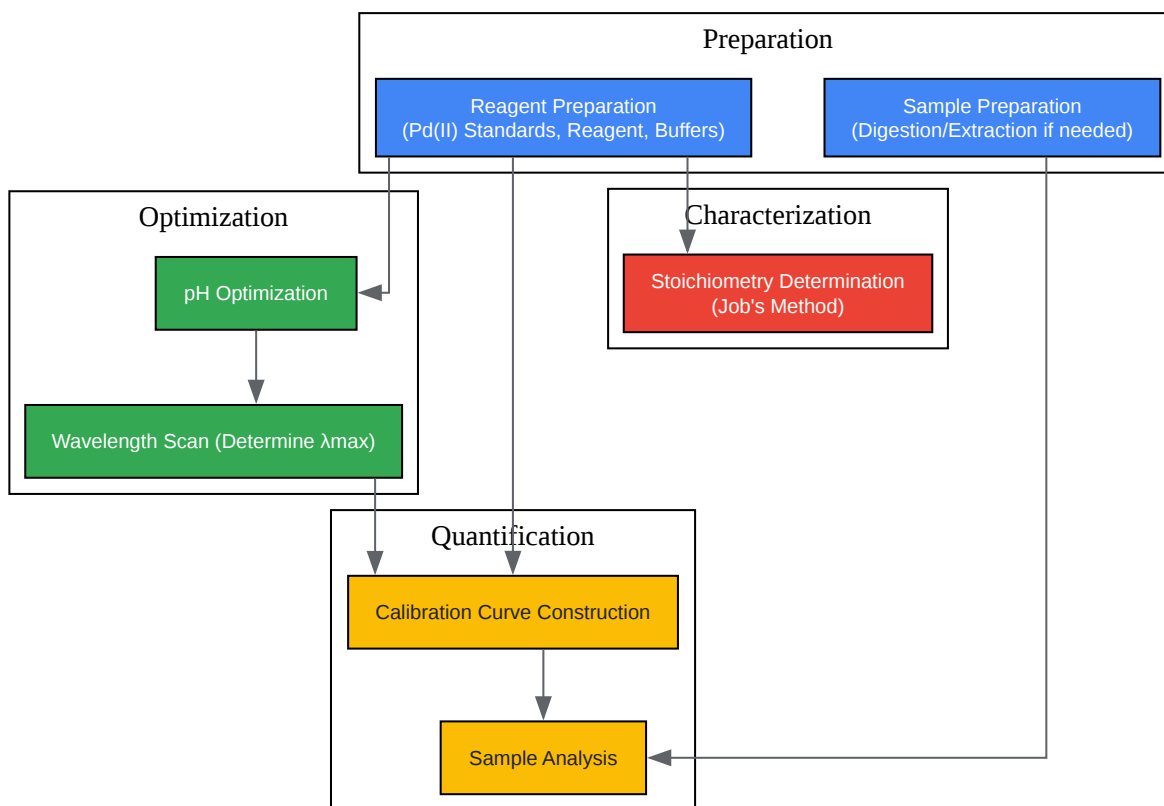 Preparation
Reagent Preparation
(Pd(II) Standards, Reagent, Buffers)
Sample Preparation
(Digestion/Extraction if needed)
Optimization
pH Optimization
Wavelength Scan (Determine λmax)
Characterization
Stoichiometry Determination
(Job's Method)
Quantification
Calibration Curve Construction
Sample Analysis